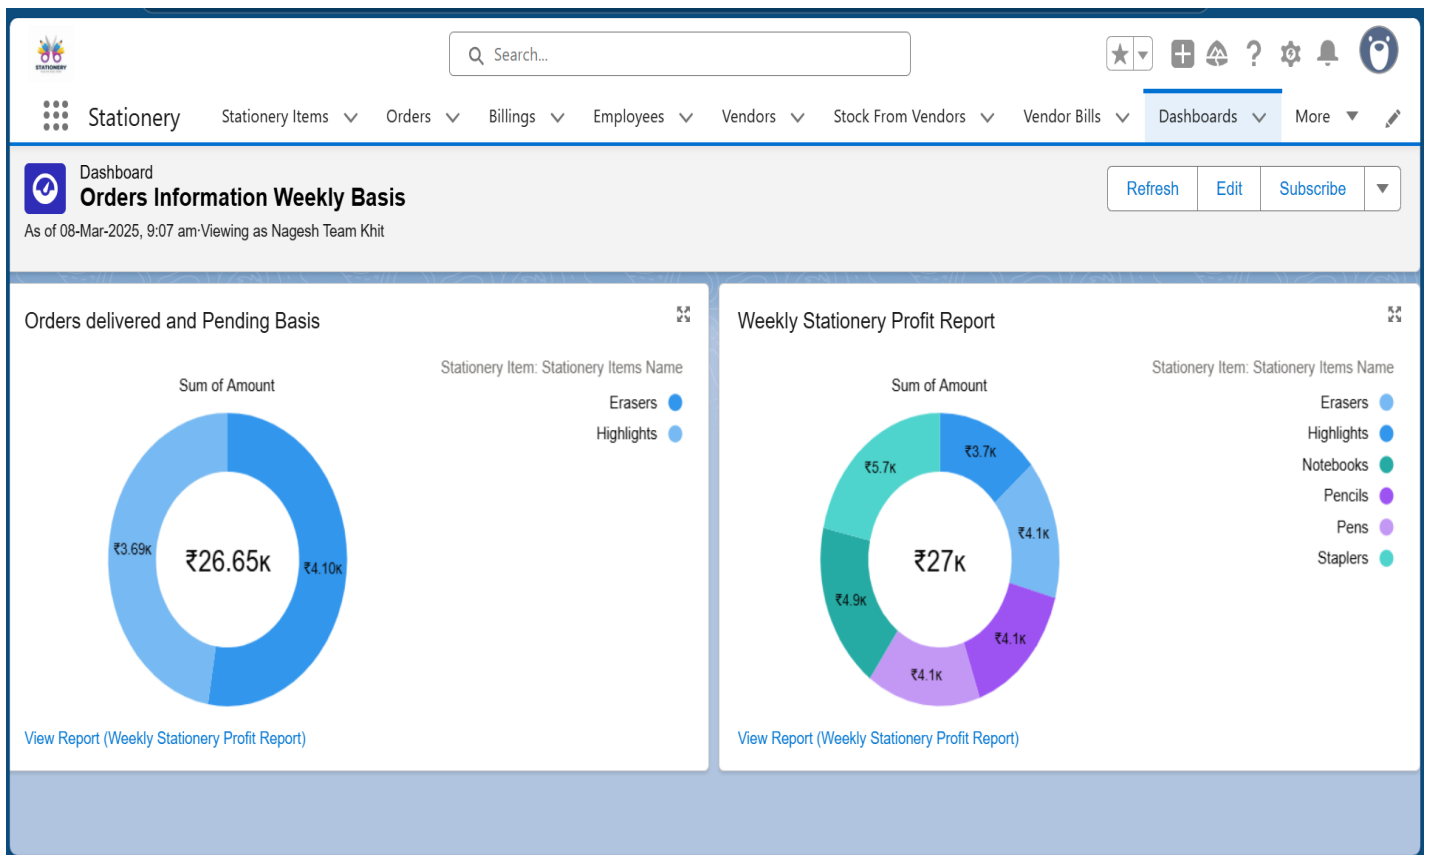 STATIONERY
Search...
Stationery
Stationery Items
Orders
Billings
Employees
Vendors
Stock From Vendors
Vendor Bills
Dashboards
More
Dashboard
Orders Information Weekly Basis
As of 08-Mar-2025, 9:07 am·Viewing as Nagesh Team Khit
Refresh
Edit
Subscribe
Orders delivered and Pending Basis
Stationery Item: Stationery Items Name
Erasers
Highlights
Sum of Amount
₹3.69K
₹26.65K
₹4.10K
View Report (Weekly Stationery Profit Report)
Weekly Stationery Profit Report
Stationery Item: Stationery Items Name
Erasers
Highlights
Notebooks
Pencils
Pens
Staplers
Sum of Amount
₹3.7K
₹5.7K
₹4.1K
₹27K
₹4.9K
₹4.1K
₹4.1K
View Report (Weekly Stationery Profit Report)